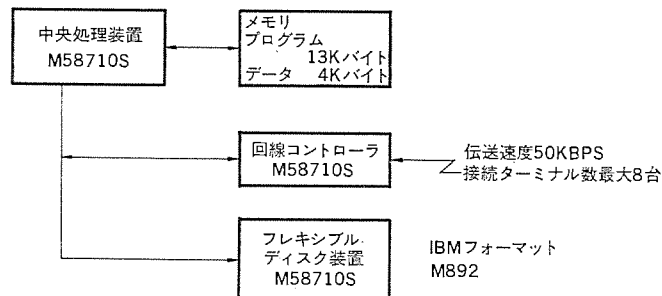 中央処理装置
M58710S
メモリ
プログラム
13Kバイト
データ 4Kバイト
回線コントローラ
M58710S
伝送速度50KBPS
接続ターミナル数最大8台
フレキシブル
ディスク装置
M58710S
IBMフォーマット
M892